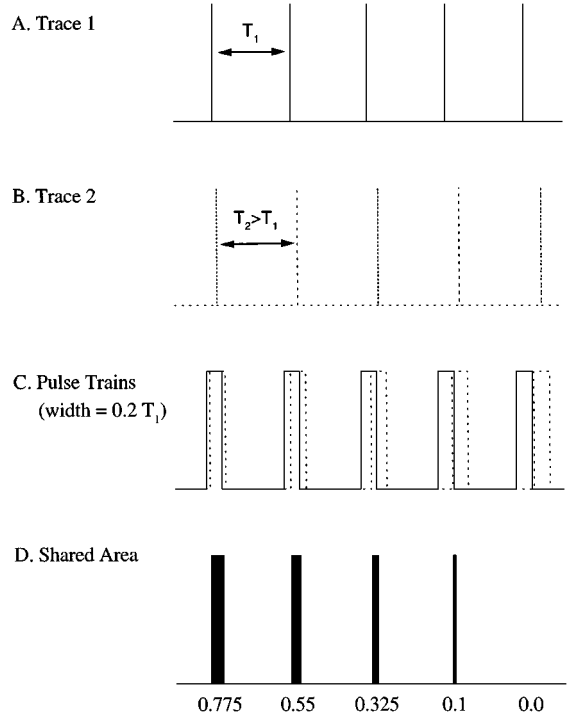 A. Trace 1
T₁
B. Trace 2
T₂>T₁
C. Pulse Trains
(width = 0.2 T₁)
D. Shared Area
0.775 0.55 0.325 0.1 0.0